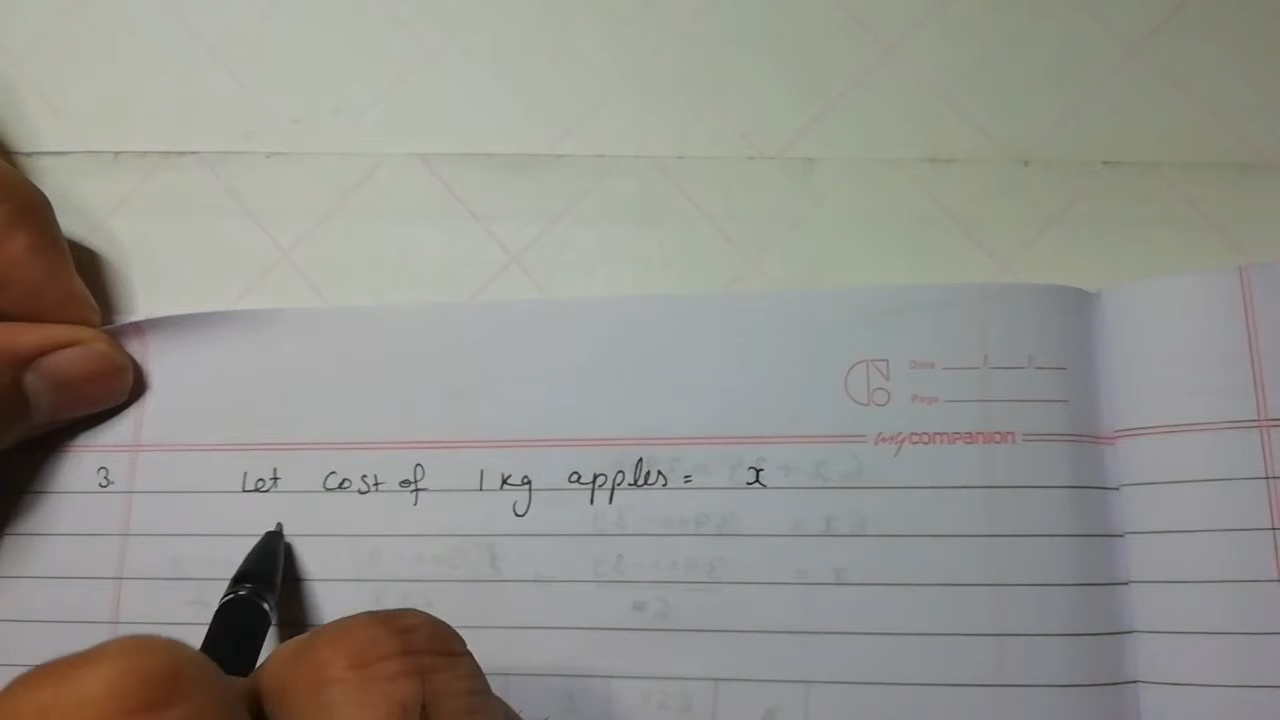 Date
Page
mycompanion
3. Let cost of 1 kg apples = x